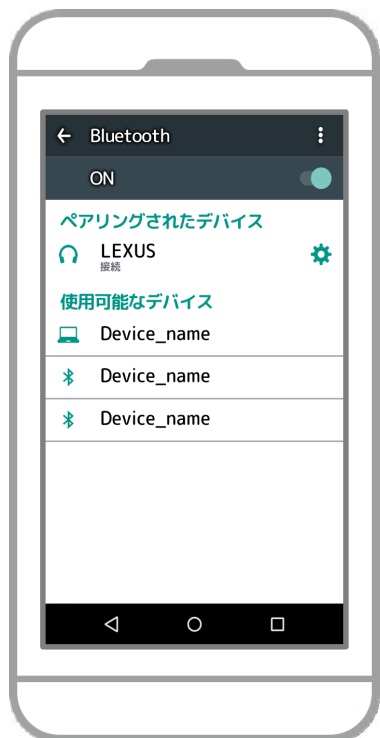 Bluetooth
ON
ペアリングされたデバイス
LEXUS
接続
使用可能なデバイス
Device_name
Device_name
Device_name